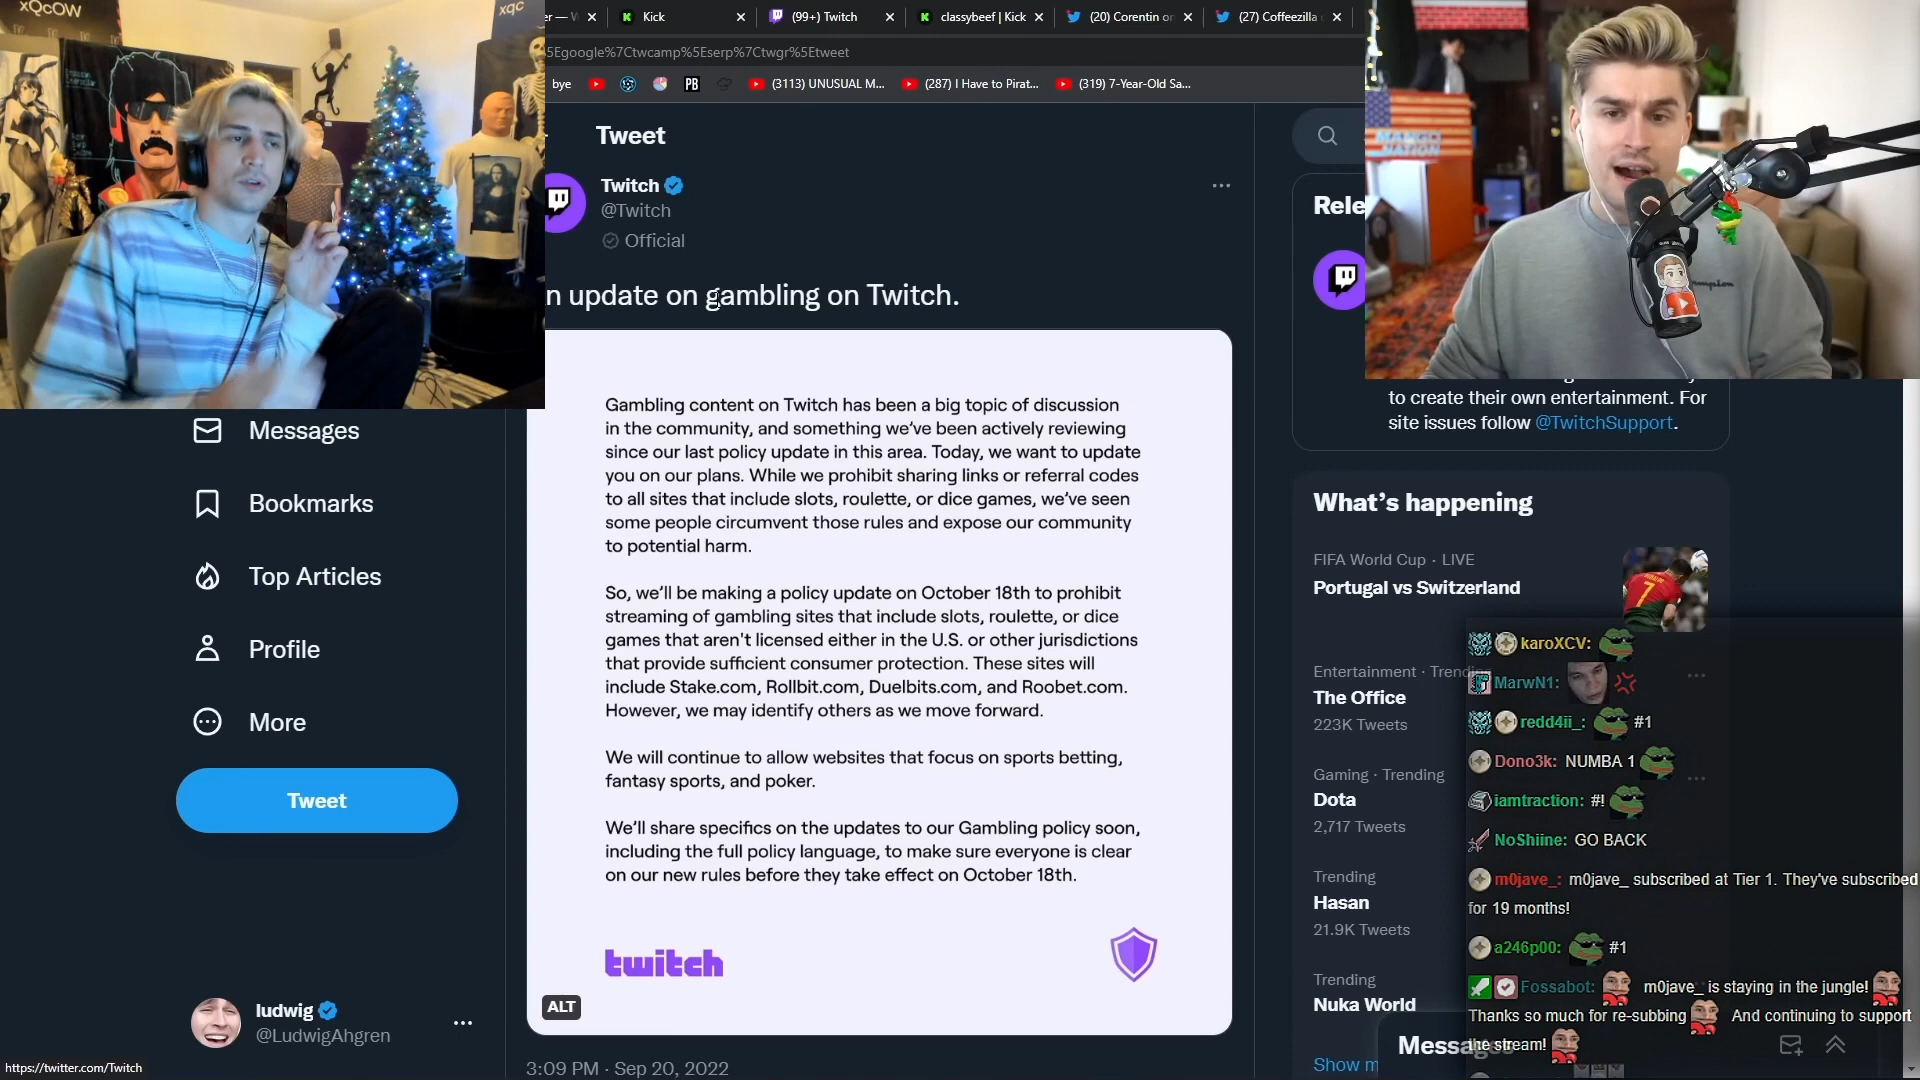 xQcOW
xqc
er — W
Kick
(99+) Twitch
classybeef | Kick
(20) Corentin on
(27) Coffeezilla
5Egoogle%7Ctwcamp%5Eserp%7Ctwgr%5Etweet
bye
PB
(3113) UNUSUAL M...
(287) I Have to Pirat...
(319) 7-Year-Old Sa...
MANGO
NATION
Champion
Tweet
Twitch
@Twitch
Official
n update on gambling on Twitch.
Gambling content on Twitch has been a big topic of discussion
in the community, and something we've been actively reviewing
since our last policy update in this area. Today, we want to update
you on our plans. While we prohibit sharing links or referral codes
to all sites that include slots, roulette, or dice games, we've seen
some people circumvent those rules and expose our community
to potential harm.
So, we'll be making a policy update on October 18th to prohibit
streaming of gambling sites that include slots, roulette, or dice
games that aren't licensed either in the U.S. or other jurisdictions
that provide sufficient consumer protection. These sites will
include Stake.com, Rollbit.com, Duelbits.com, and Roobet.com.
However, we may identify others as we move forward.
We will continue to allow websites that focus on sports betting,
fantasy sports, and poker.
We'll share specifics on the updates to our Gambling policy soon,
including the full policy language, to make sure everyone is clear
on our new rules before they take effect on October 18th.
twitch
ALT
3:09 PM · Sep 20, 2022
Messages
Bookmarks
Top Articles
Profile
More
Tweet
ludwig
@LudwigAhgren
https://twitter.com/Twitch
Rele
to create their own entertainment. For
site issues follow @TwitchSupport.
What's happening
FIFA World Cup · LIVE
Portugal vs Switzerland
Entertainment · Trending
The Office
223K Tweets
Gaming · Trending
Dota
2,717 Tweets
Trending
Hasan
21.9K Tweets
Trending
Nuka World
Show m
Messages
karoXCV:
MarwN1:
redd4ii_: #1
Dono3k: NUMBA 1
iamtraction: #!
NoShiine: GO BACK
m0jave_: m0jave_ subscribed at Tier 1. They've subscribed
for 19 months!
a246p00: #1
Fossabot: m0jave_ is staying in the jungle!
Thanks so much for re-subbing And continuing to support
the stream!